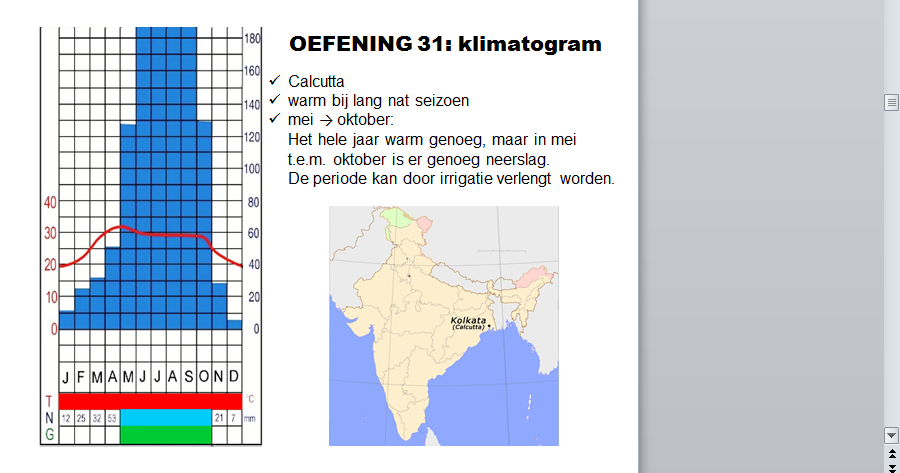 OEFENING 31: klimatogram
✓ Calcutta
✓ warm bij lang nat seizoen
✓ mei → oktober:
Het hele jaar warm genoeg, maar in mei
t.e.m. oktober is er genoeg neerslag.
De periode kan door irrigatie verlengt worden.
180
160
140
120
40 80
30 60
20 40
10 20
0 0
J F M A M J J A S O N D
T °C
N 12 25 32 53 21 7 mm
G
Kolkata
(Calcutta)